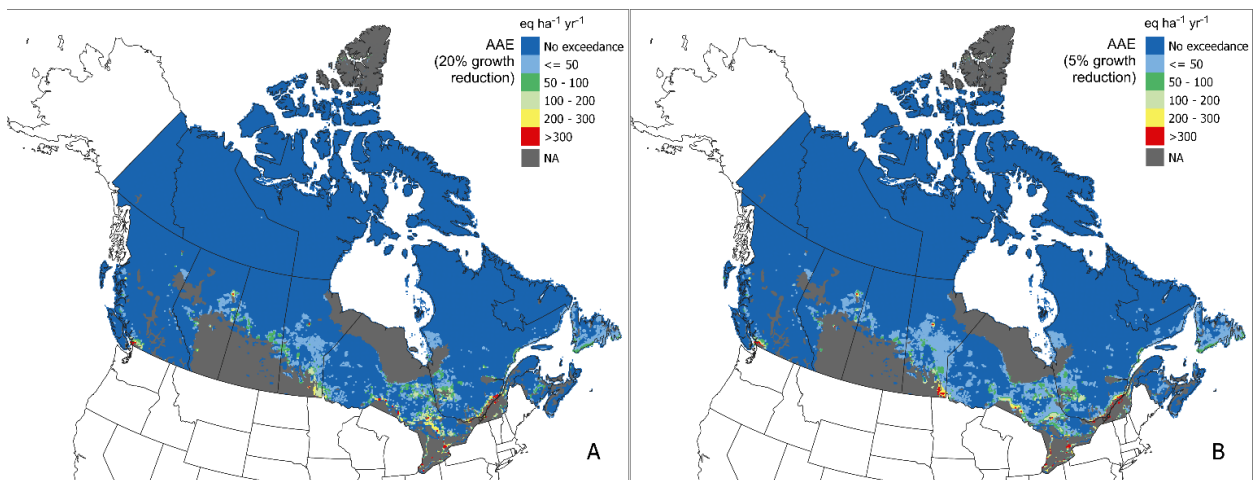 eq ha-1 yr-1
AAE
(20% growth
reduction)
No exceedance
<= 50
50 - 100
100 - 200
200 - 300
>300
NA
A
eq ha-1 yr-1
AAE
(5% growth
reduction)
No exceedance
<= 50
50 - 100
100 - 200
200 - 300
>300
NA
B